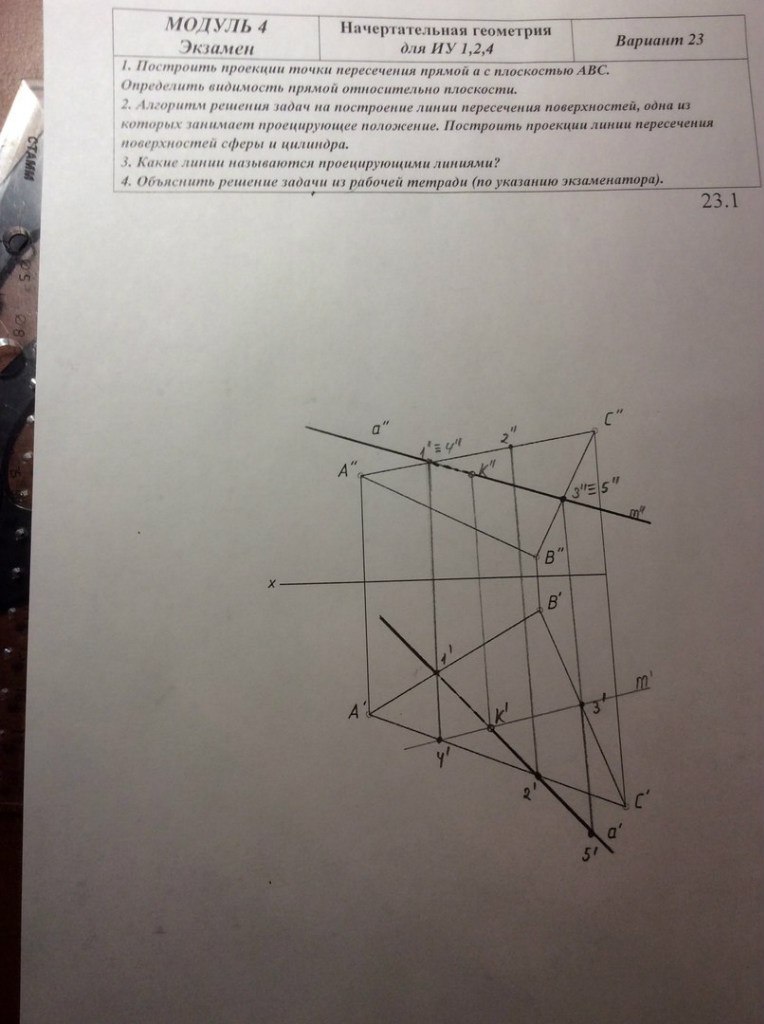 МОДУЛЬ 4
Экзамен
Начертательная геометрия
для ИУ 1,2,4
Вариант 23
1. Построить проекции точки пересечения прямой а с плоскостью АВС.
Определить видимость прямой относительно плоскости.
2. Алгоритм решения задач на построение линии пересечения поверхностей, одна из
которых занимает проецирующее положение. Построить проекции линии пересечения
поверхностей сферы и цилиндра.
3. Какие линии называются проецирующими линиями?
4. Объяснить решение задачи из рабочей тетради (по указанию экзаменатора).
23.1
a"
1"≡4"
2"
C"
A"
K"
3"≡5"
m"
B"
x
B'
1'
m'
A'
K'
3'
4'
2'
C'
a'
5'
СТАМИ